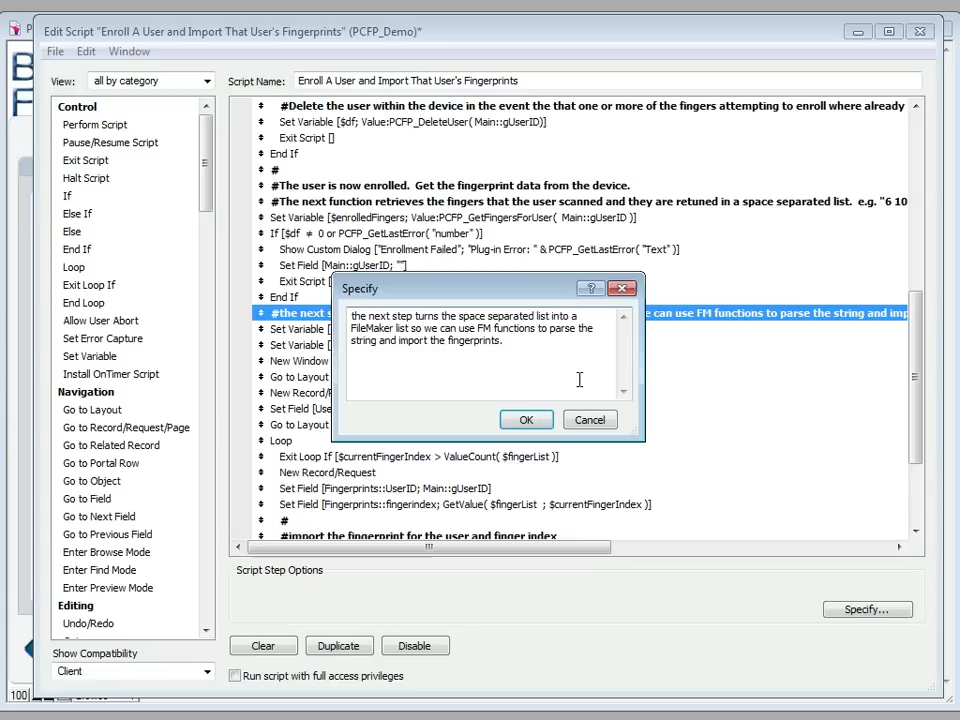 Edit Script "Enroll A User and Import That User's Fingerprints" (PCFP_Demo)*
File Edit Window
View: all by category Script Name: Enroll A User and Import That User's Fingerprints
Control
Perform Script
Pause/Resume Script
Exit Script
Halt Script
If
Else If
Else
End If
Loop
Exit Loop If
End Loop
Allow User Abort
Set Error Capture
Set Variable
Install OnTimer Script
Navigation
Go to Layout
Go to Record/Request/Page
Go to Related Record
Go to Portal Row
Go to Object
Go to Field
Go to Next Field
Go to Previous Field
Enter Browse Mode
Enter Find Mode
Enter Preview Mode
Editing
Undo/Redo
#Delete the user within the device in the event the that one or more of the fingers attempting to enroll where already
Set Variable [$df; Value:PCFP_DeleteUser( Main::gUserID)]
Exit Script []
End If
#
#The user is now enrolled. Get the fingerprint data from the device.
#The next function retrieves the fingers that the user scanned and they are retuned in a space separated list. e.g. "6 10
Set Variable [$enrolledFingers; Value:PCFP_GetFingersForUser( Main::gUserID )]
If [$df ≠ 0 or PCFP_GetLastError( "number" )]
Show Custom Dialog ["Enrollment Failed"; "Plug-in Error: " & PCFP_GetLastError( "Text" )]
Set Field [Main::gUserID; ""]
Exit Script [
End If
#the next s
e can use FM functions to parse the string and imp
Set Variable [
Set Variable [
New Window
Go to Layout
New Record/R
Set Field [Use
Go to Layout
Loop
Exit Loop If [$currentFingerIndex > ValueCount( $fingerList )]
New Record/Request
Set Field [Fingerprints::UserID; Main::gUserID]
Set Field [Fingerprints::fingerindex; GetValue( $fingerList ; $currentFingerIndex )]
#
#import the fingerprint for the user and finger index
Specify
the next step turns the space separated list into a
FileMaker list so we can use FM functions to parse the
string and import the fingerprints.
OK Cancel
Script Step Options
Specify...
Show Compatibility
Client
Clear Duplicate Disable
Run script with full access privileges
100